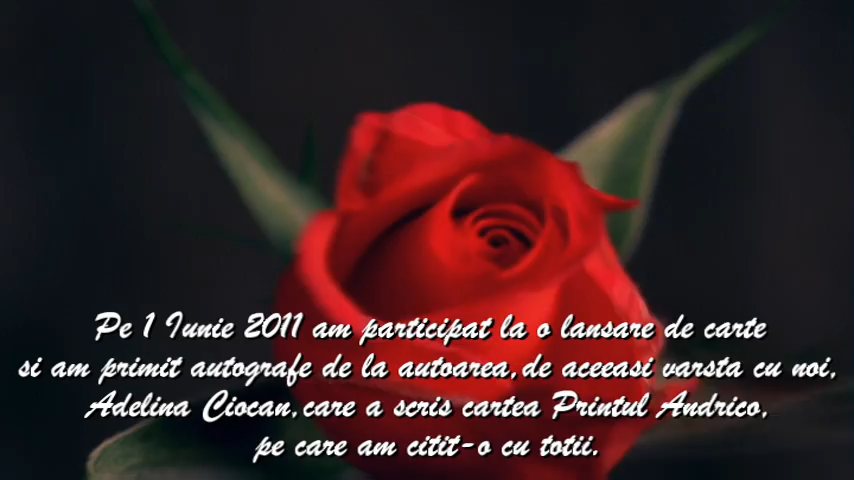 Pe 1 Iunie 2011 am participat la o lansare de carte
si am primit autografe de la autoarea,de aceeasi varsta cu noi,
Adelina Ciocan,care a scris cartea Printul Andrico,
pe care am citit-o cu totii.